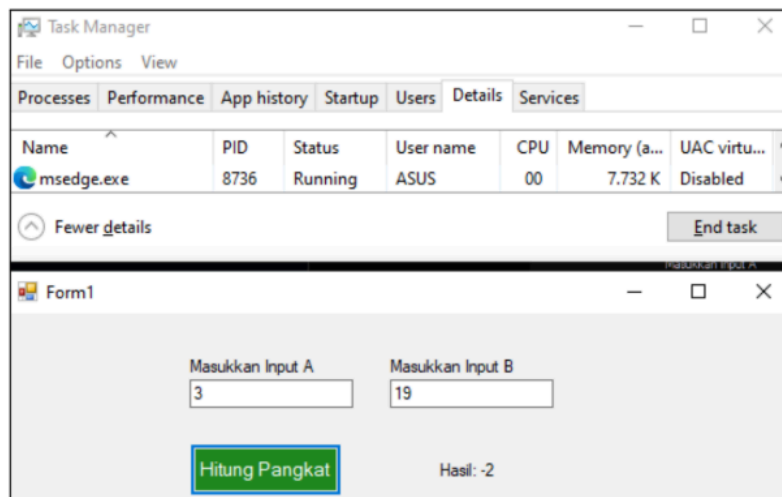 Task Manager
File Options View
Processes Performance App history Startup Users Details Services
Name PID Status User name CPU Memory (a... UAC virtu...
msedge.exe 8736 Running ASUS 00 7.732 K Disabled
Fewer details End task
Masukkan Input A
Form1
Masukkan Input A Masukkan Input B
3 19
Hitung Pangkat Hasil: -2